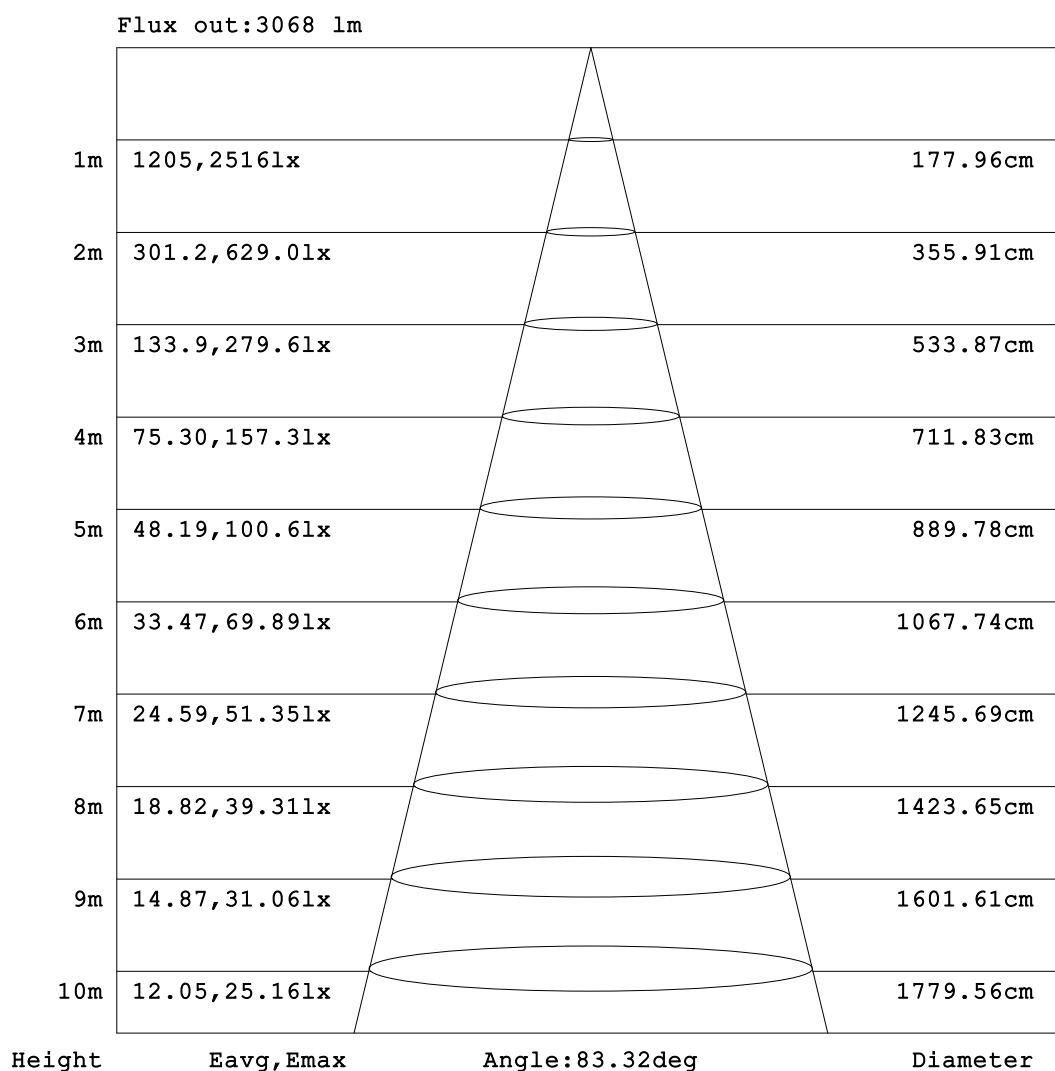 Flux out:3068 lm
1m 1205,2516lx 177.96cm
2m 301.2,629.0lx 355.91cm
3m 133.9,279.6lx 533.87cm
4m 75.30,157.3lx 711.83cm
5m 48.19,100.6lx 889.78cm
6m 33.47,69.89lx 1067.74cm
7m 24.59,51.35lx 1245.69cm
8m 18.82,39.31lx 1423.65cm
9m 14.87,31.06lx 1601.61cm
10m 12.05,25.16lx 1779.56cm
Height Eavg,Emax Angle:83.32deg Diameter